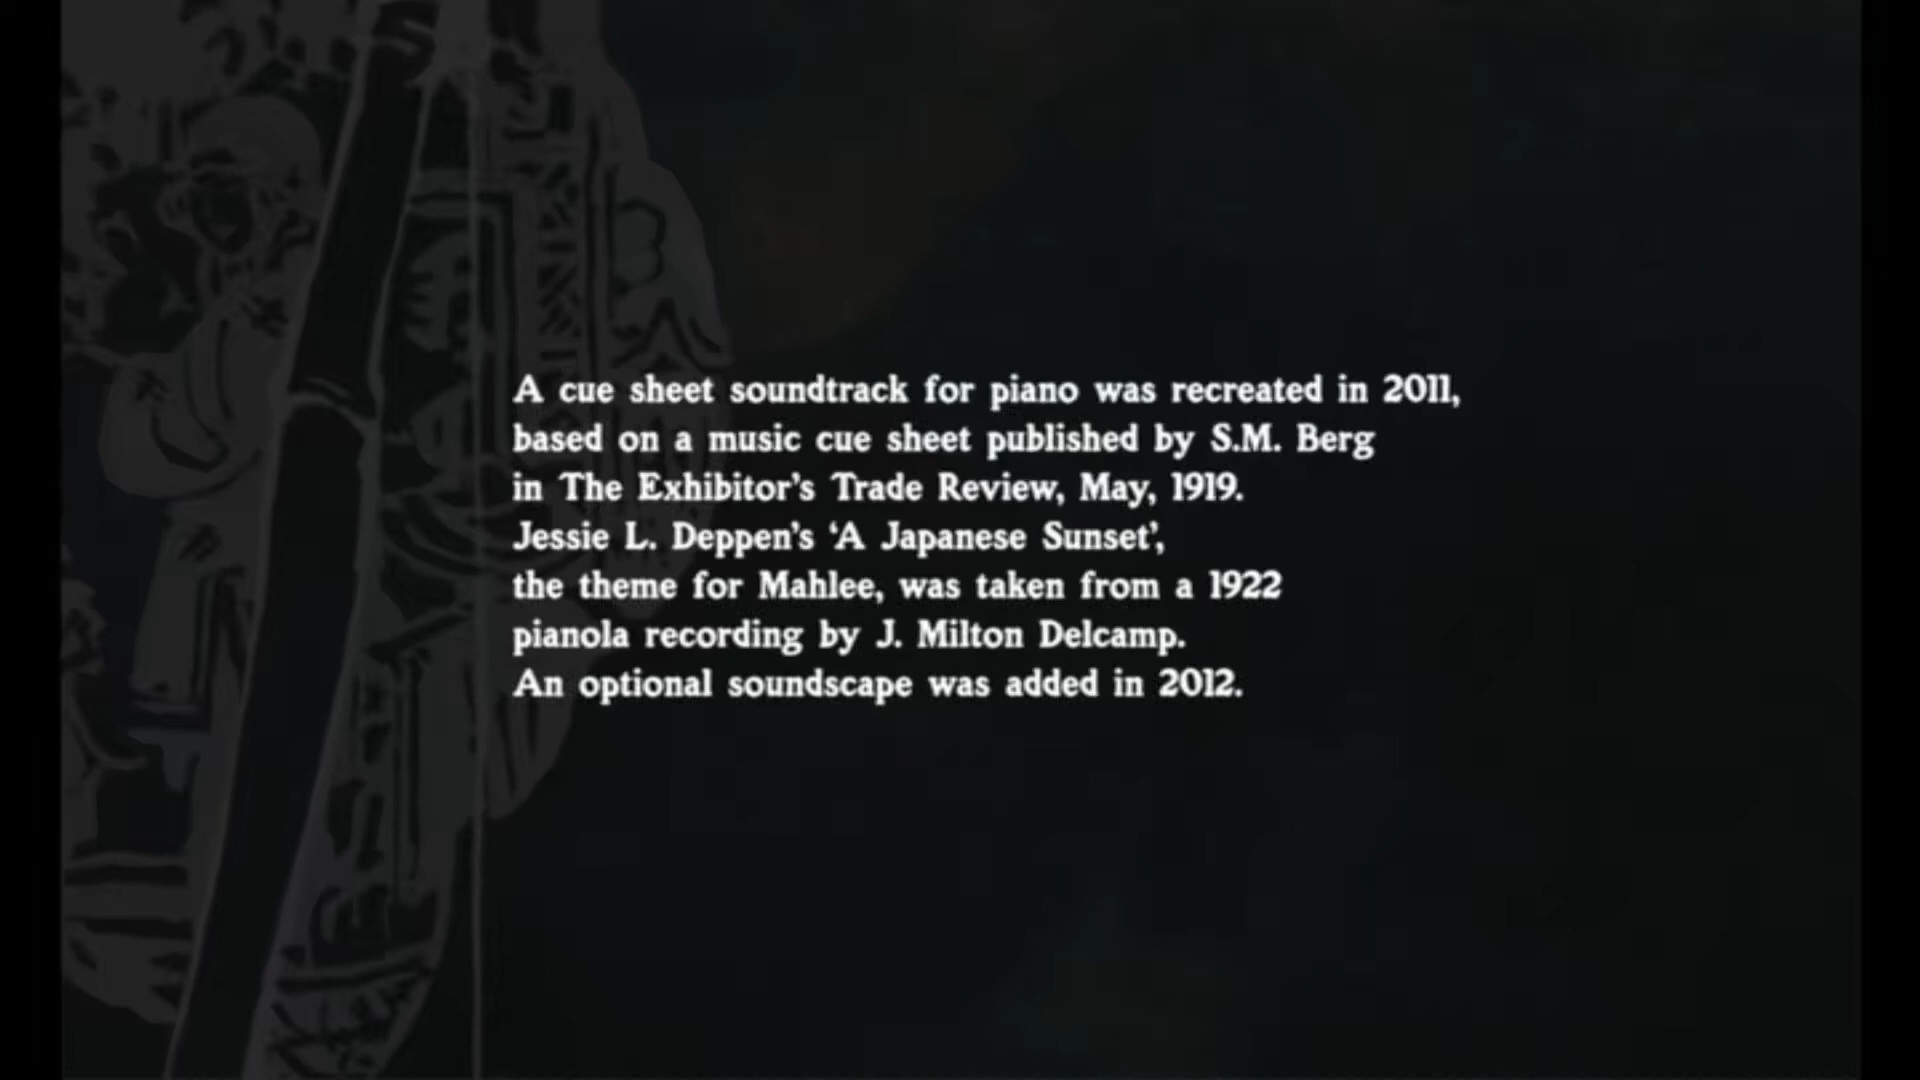 A cue sheet soundtrack for piano was recreated in 2011,
based on a music cue sheet published by S.M. Berg
in The Exhibitor's Trade Review, May, 1919.
Jessie L. Deppen's ‘A Japanese Sunset’,
the theme for Mahlee, was taken from a 1922
pianola recording by J. Milton Delcamp.
An optional soundscape was added in 2012.